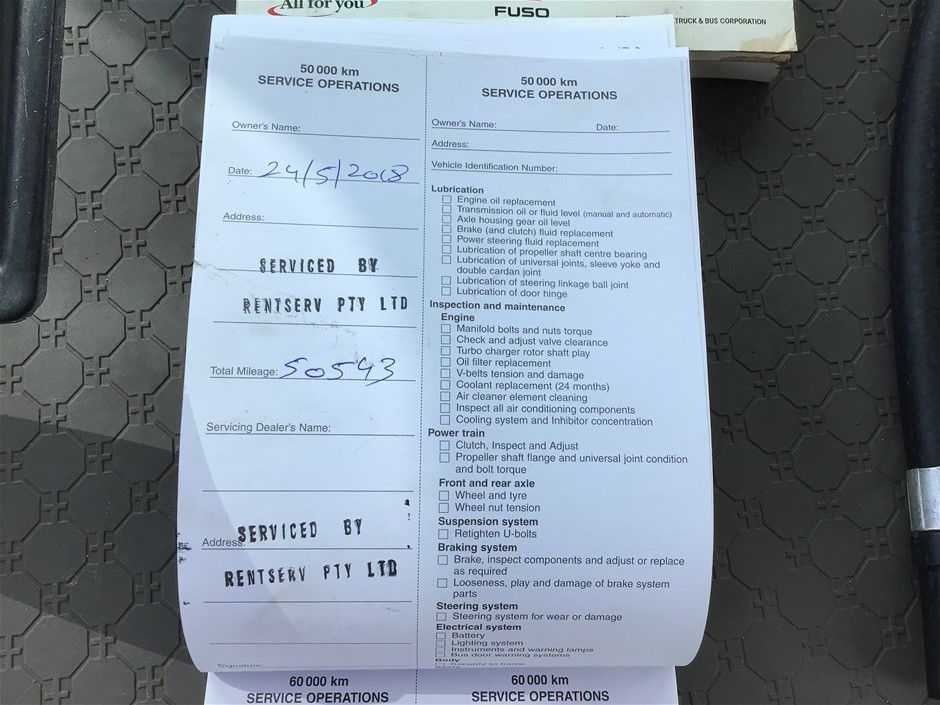 All for you
FUSO
TRUCK & BUS CORPORATION
50 000 km
SERVICE OPERATIONS
Owner's Name:
Date: 24/5/2018
Address:
SERVICED BY
RENTSERV PTY LTD
Total Mileage: 50543
Servicing Dealer's Name:
Address:
SERVICED BY
RENTSERV PTY LTD
Signature:
50 000 km
SERVICE OPERATIONS
Owner's Name: Date:
Address:
Vehicle Identification Number:
Lubrication
Engine oil replacement
Transmission oil or fluid level (manual and automatic)
Axle housing gear oil level
Brake (and clutch) fluid replacement
Power steering fluid replacement
Lubrication of propeller shaft centre bearing
Lubrication of universal joints, sleeve yoke and
double cardan joint
Lubrication of steering linkage ball joint
Lubrication of door hinge
Inspection and maintenance
Engine
Manifold bolts and nuts torque
Check and adjust valve clearance
Turbo charger rotor shaft play
Oil filter replacement
V-belts tension and damage
Coolant replacement (24 months)
Air cleaner element cleaning
Inspect all air conditioning components
Cooling system and Inhibitor concentration
Power train
Clutch, Inspect and Adjust
Propeller shaft flange and universal joint condition
and bolt torque
Front and rear axle
Wheel and tyre
Wheel nut tension
Suspension system
Retighten U-bolts
Braking system
Brake, inspect components and adjust or replace
as required
Looseness, play and damage of brake system
parts
Steering system
Steering system for wear or damage
Electrical system
Battery
Lighting system
Instruments and warning lamps
Bus door warning systems
Body
Security to frame
60 000 km
SERVICE OPERATIONS
60 000 km
SERVICE OPERATIONS